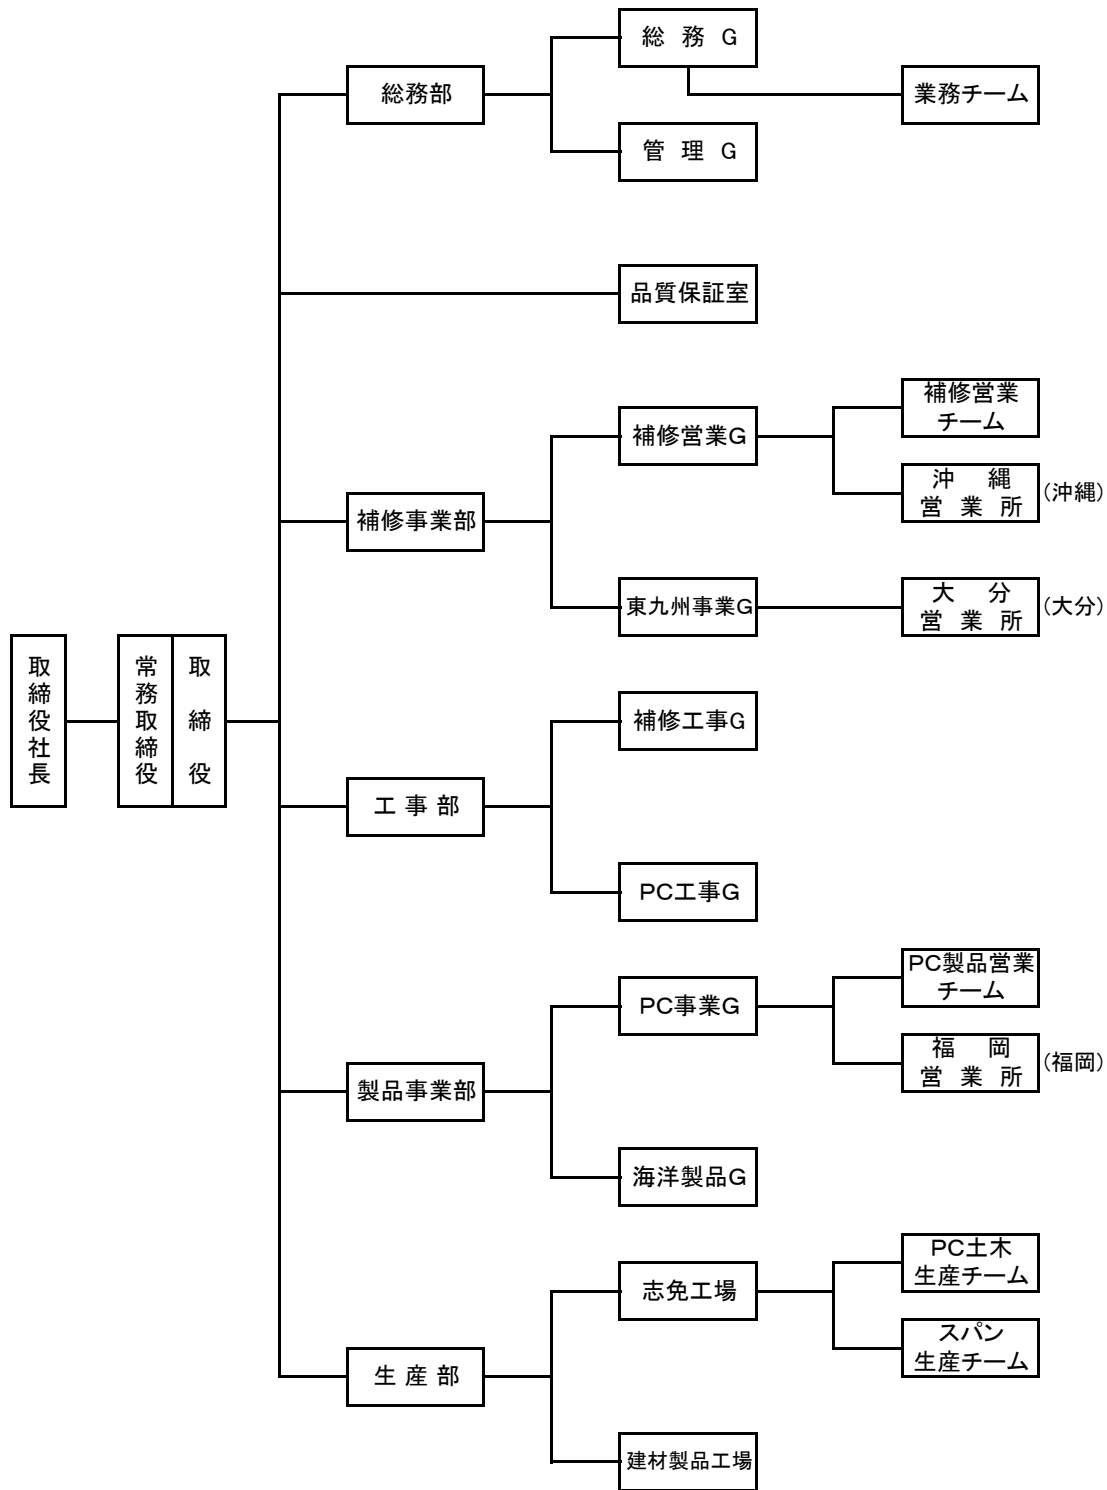 総務G
総務部
業務チーム
管理G
品質保証室
補修営業
チーム
補修営業G
沖縄
営業所
(沖縄)
補修事業部
東九州事業G
大分
営業所
(大分)
取締役社長
常務取締役
取締役
補修工事G
工事部
PC工事G
PC製品営業
チーム
PC事業G
福岡
営業所
(福岡)
製品事業部
海洋製品G
PC土木
生産チーム
志免工場
スパン
生産チーム
生産部
建材製品工場